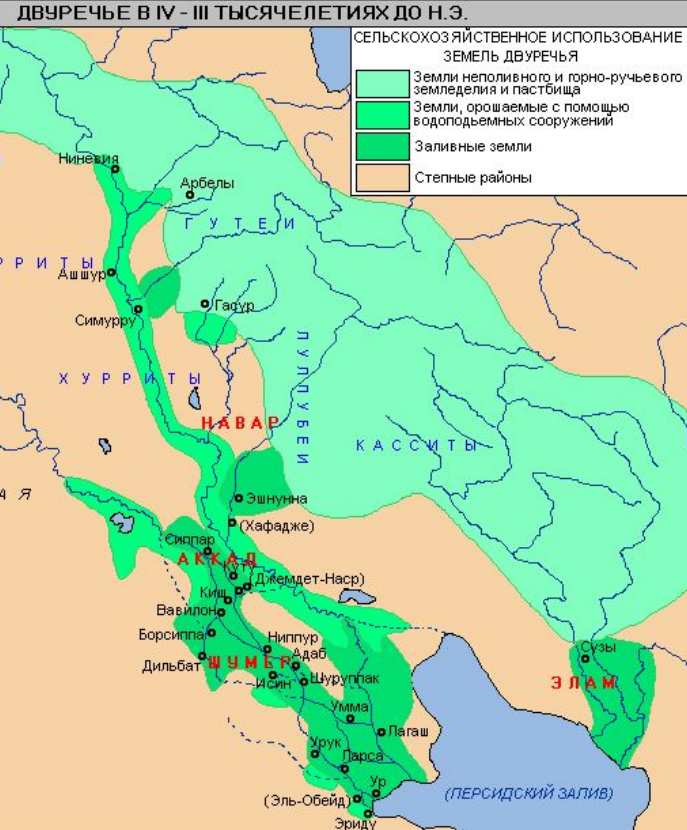 ДВУРЕЧЬЕ В IV - III ТЫСЯЧЕЛЕТИЯХ ДО Н.Э.
СЕЛЬСКОХОЗЯЙСТВЕННОЕ ИСПОЛЬЗОВАНИЕ
ЗЕМЕЛЬ ДВУРЕЧЬЯ
Земли неполивного и горно-ручьевого
земледелия и пастбища
Земли, орошаемые с помощью
водоподьемных сооружений
Заливные земли
Степные районы
Ниневия
Арбелы
ГУТЕИ
РРИТЫ
Ашшур
Гасур
Симурру
ЛУЛЛУБЕИ
ХУРРИТЫ
НАВАР
КАССИТЫ
АЯ
Эшнунна
(Хафадже)
Сиппар
АККАД
Куту
(Джемдет-Наср)
Киш
Вавилон
Борсиппа
Ниппур
Дильбат
ШУМЕР
Адаб
Исин
Шуруппак
Сузы
ЭЛАМ
Умма
Лагаш
Урук
Ларса
Ур
(Эль-Обейд)
(ПЕРСИДСКИЙ ЗАЛИВ)
Эриду